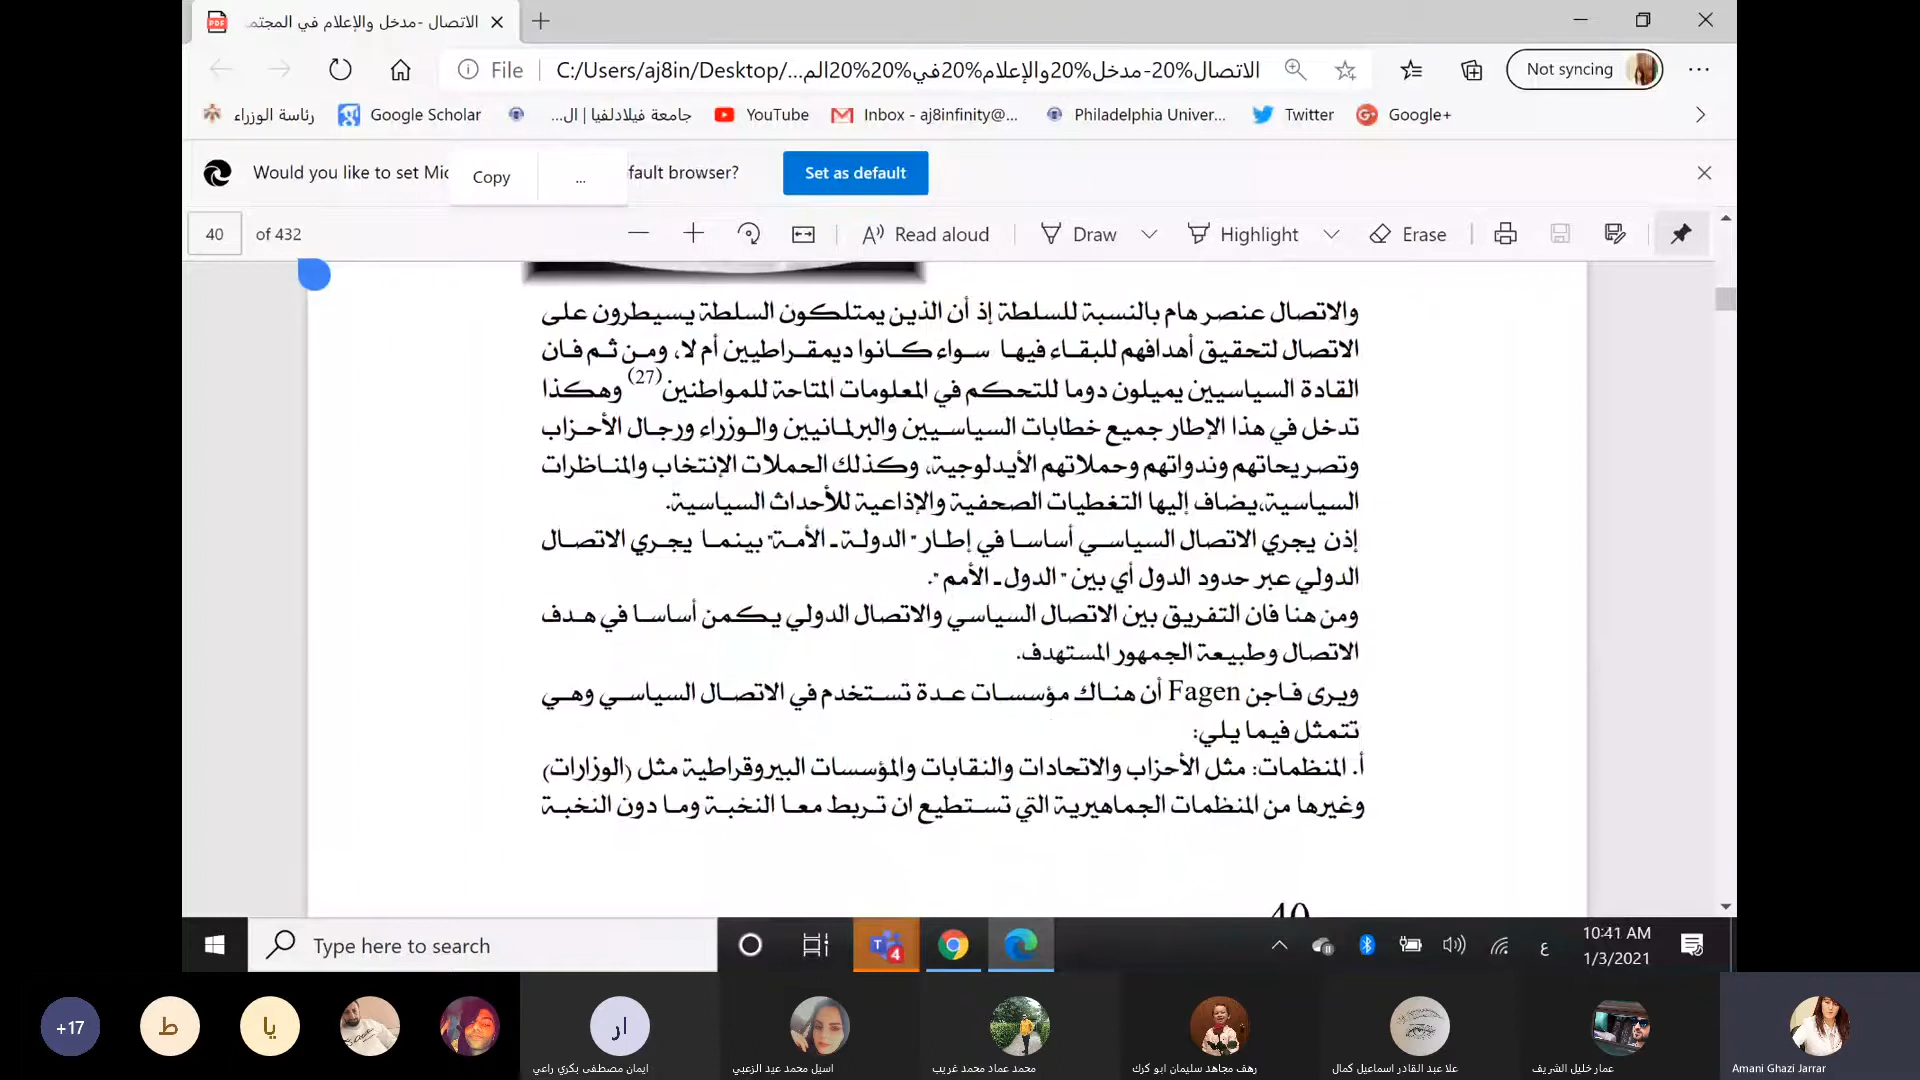 الاتصال -مدخل والإعلام في المجتم
File
C:/Users/aj8in/Desktop/...الاتصال%20-مدخل%20والإعلام%20في%20%20الم
Not syncing
رئاسة الوزراء
Google Scholar
جامعة فيلادلفيا | ال...
YouTube
Inbox - aj8infinity@...
Philadelphia Univer...
Twitter
Google+
Would you like to set Mic
Copy
...
fault browser?
Set as default
40 of 432
Read aloud
Draw
Highlight
Erase
والاتصال عنصر هام بالنسبة للسلطة إذ أن الذين يمتلكون السلطة يسيطرون على
الاتصال لتحقيق أهدافهم للبقاء فيها سواء كانوا ديمقراطيين أم لا، ومن ثم فان
القادة السياسيين يميلون دوما للتحكم في المعلومات المتاحة للمواطنين(27) وهكذا
تدخل في هذا الإطار جميع خطابات السياسيين والبرلمانيين والوزراء ورجال الأحزاب
وتصريحاتهم وندواتهم وحملاتهم الأيدلوجية، وكذلك الحملات الإنتخاب والمناظرات
السياسية،يضاف إليها التغطيات الصحفية والإذاعية للأحداث السياسية.
إذن يجري الاتصال السياسي أساسا في إطار " الدولة ـ الأمة" بينما يجري الاتصال
الدولي عبر حدود الدول أي بين " الدول ـ الأمم ".
ومن هنا فان التفريق بين الاتصال السياسي والاتصال الدولي يكمن أساسا في هدف
الاتصال وطبيعة الجمهور المستهدف.
ويرى فاجن Fagen أن هناك مؤسسات عدة تستخدم في الاتصال السياسي وهي
تتمثل فيما يلي:
أ. المنظمات: مثل الأحزاب والاتحادات والنقابات والمؤسسات البيروقراطية مثل (الوزارات)
وغيرها من المنظمات الجماهيرية التي تستطيع ان تربط معا النخبة وما دون النخبة
40
Type here to search
4
ع
10:41 AM
1/3/2021
+17
ط
يا
ار
ايمان مصطفى بكري راعي
اسيل محمد عيد الزعبي
محمد عماد محمد غريب
رهف مجاهد سليمان ابو كرك
علا عبد القادر اسماعيل كمال
عمار خليل الشريف
Amani Ghazi Jarrar